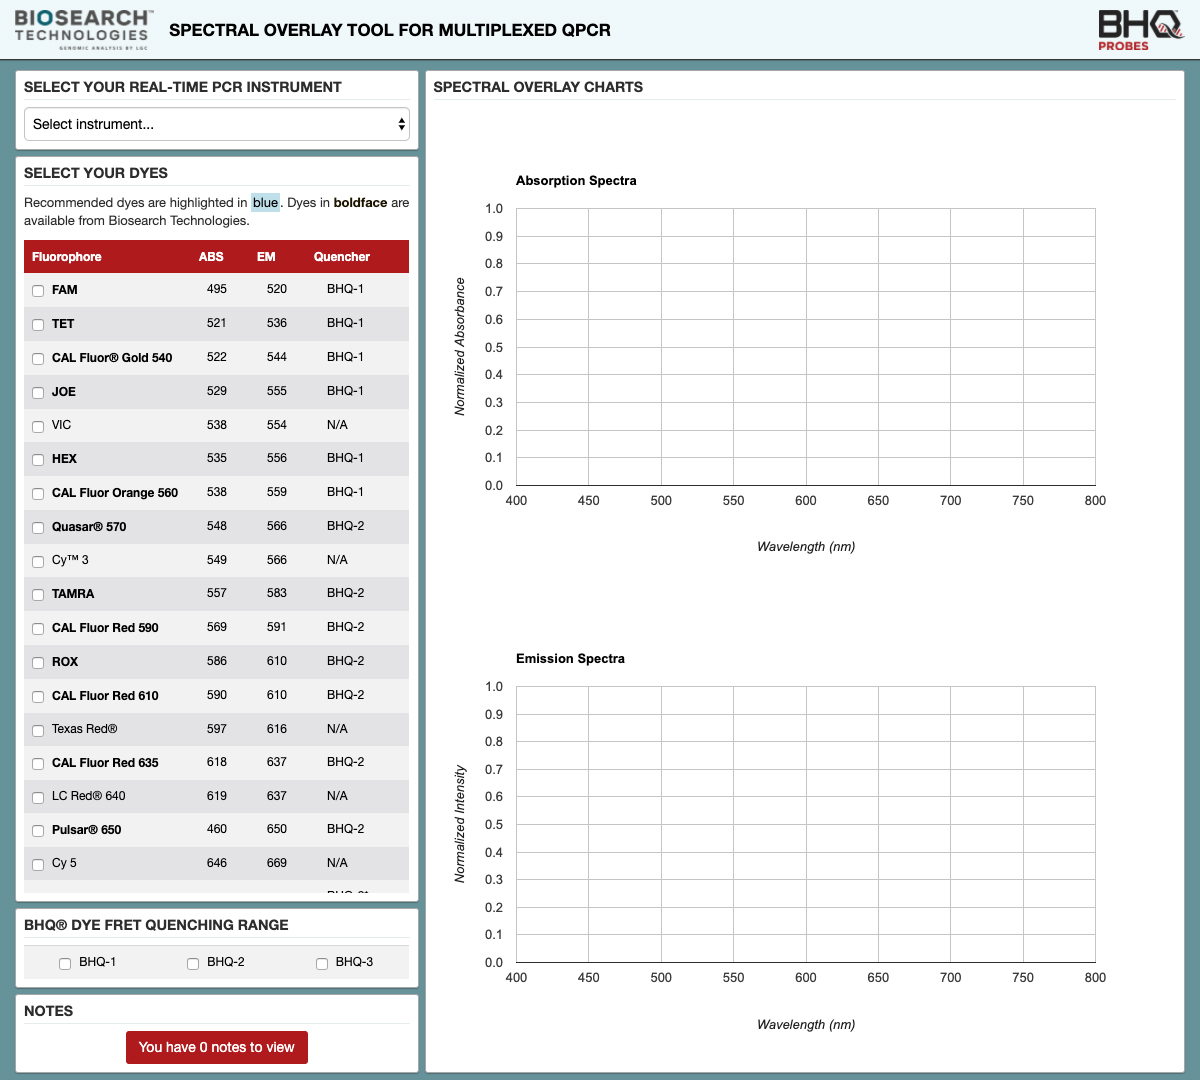 BIOSEARCH™
TECHNOLOGIES
GENOMIC ANALYSIS BY LGC
SPECTRAL OVERLAY TOOL FOR MULTIPLEXED QPCR
BHQ
PROBES
SELECT YOUR REAL-TIME PCR INSTRUMENT
Select instrument...
SELECT YOUR DYES
Recommended dyes are highlighted in blue. Dyes in boldface are
available from Biosearch Technologies.
Fluorophore ABS EM Quencher
FAM 495 520 BHQ-1
TET 521 536 BHQ-1
CAL Fluor® Gold 540 522 544 BHQ-1
JOE 529 555 BHQ-1
VIC 538 554 N/A
HEX 535 556 BHQ-1
CAL Fluor Orange 560 538 559 BHQ-1
Quasar® 570 548 566 BHQ-2
Cy™ 3 549 566 N/A
TAMRA 557 583 BHQ-2
CAL Fluor Red 590 569 591 BHQ-2
ROX 586 610 BHQ-2
CAL Fluor Red 610 590 610 BHQ-2
Texas Red® 597 616 N/A
CAL Fluor Red 635 618 637 BHQ-2
LC Red® 640 619 637 N/A
Pulsar® 650 460 650 BHQ-2
Cy 5 646 669 N/A
BHQ® DYE FRET QUENCHING RANGE
BHQ-1 BHQ-2 BHQ-3
NOTES
You have 0 notes to view
SPECTRAL OVERLAY CHARTS
Absorption Spectra
Normalized Absorbance
1.0
0.9
0.8
0.7
0.6
0.5
0.4
0.3
0.2
0.1
0.0
400 450 500 550 600 650 700 750 800
Wavelength (nm)
Emission Spectra
Normalized Intensity
1.0
0.9
0.8
0.7
0.6
0.5
0.4
0.3
0.2
0.1
0.0
400 450 500 550 600 650 700 750 800
Wavelength (nm)